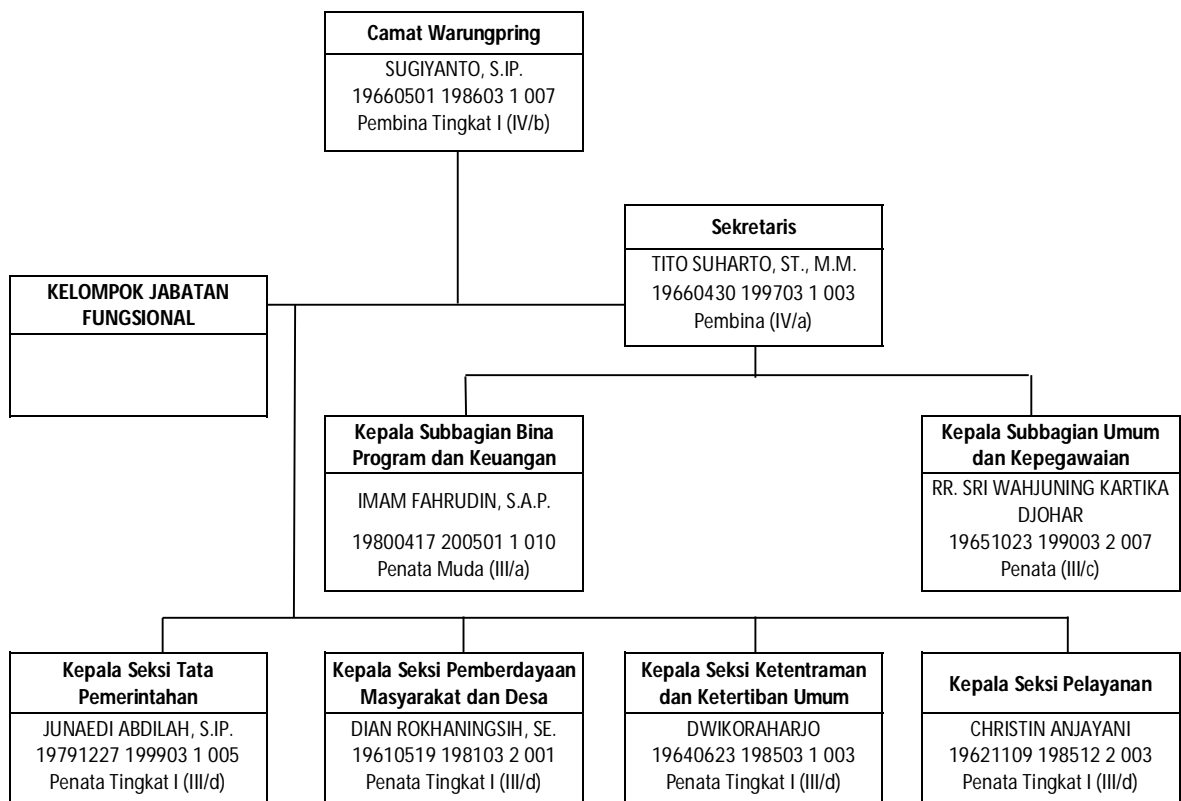 Camat Warungpring
SUGIYANTO, S.IP.
19660501 198603 1 007
Pembina Tingkat I (IV/b)
Sekretaris
TITO SUHARTO, ST., M.M.
19660430 199703 1 003
Pembina (IV/a)
KELOMPOK JABATAN
FUNGSIONAL
Kepala Subbagian Bina
Program dan Keuangan
IMAM FAHRUDIN, S.A.P.
19800417 200501 1 010
Penata Muda (III/a)
Kepala Subbagian Umum
dan Kepegawaian
RR. SRI WAHJUNING KARTIKA
DJOHAR
19651023 199003 2 007
Penata (III/c)
Kepala Seksi Tata
Pemerintahan
JUNAEDI ABDILAH, S.IP.
19791227 199903 1 005
Penata Tingkat I (III/d)
Kepala Seksi Pemberdayaan
Masyarakat dan Desa
DIAN ROKHANINGSIH, SE.
19610519 198103 2 001
Penata Tingkat I (III/d)
Kepala Seksi Ketentraman
dan Ketertiban Umum
DWIKORAHARJO
19640623 198503 1 003
Penata Tingkat I (III/d)
Kepala Seksi Pelayanan
CHRISTIN ANJAYANI
19621109 198512 2 003
Penata Tingkat I (III/d)